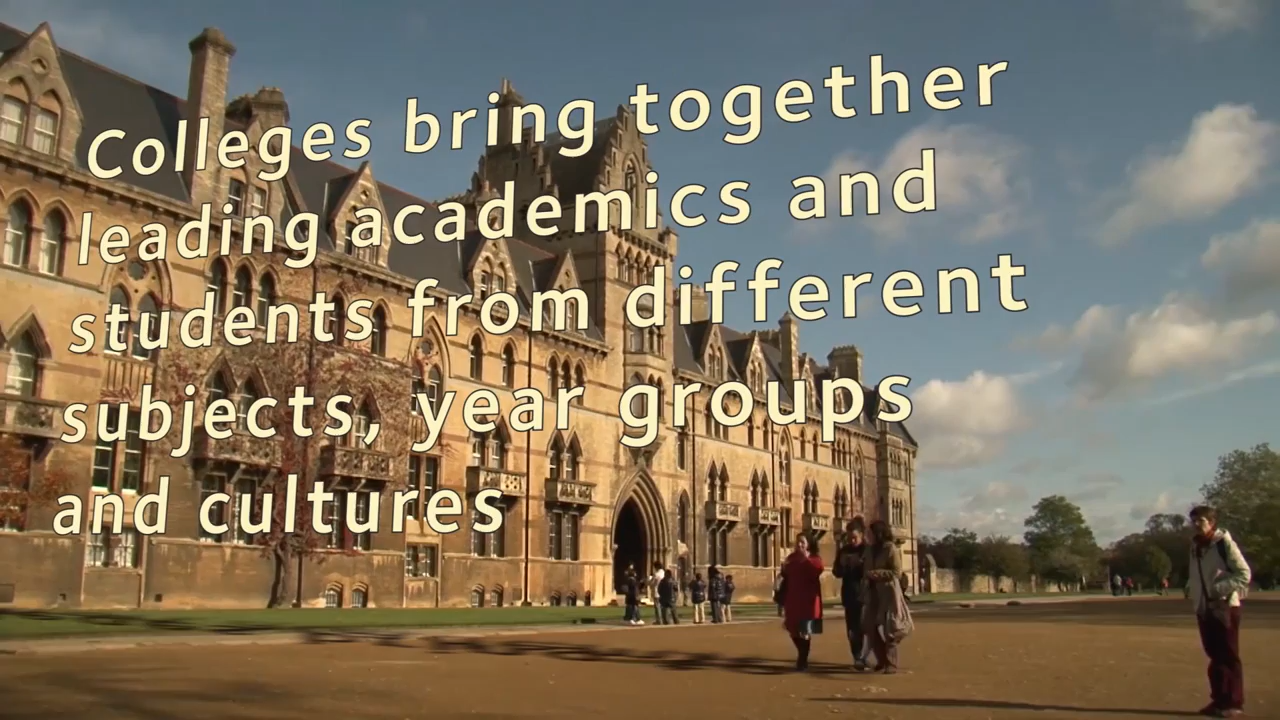 Colleges bring together
leading academics and
students from different
subjects, year groups
and cultures